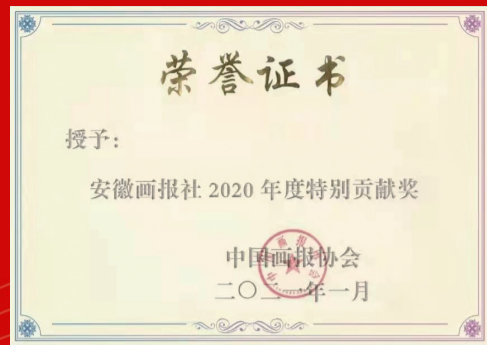 荣誉证书
授予：
安徽画报社 2020 年度特别贡献奖
中国画报协会
二〇二一年一月